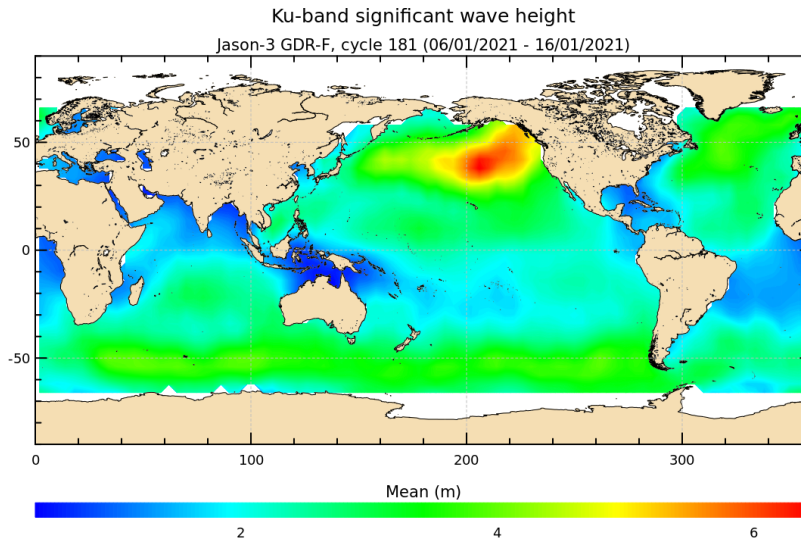 Ku-band significant wave height
Jason-3 GDR-F, cycle 181 (06/01/2021 - 16/01/2021)
50
0
-50
0 100 200 300
Mean (m)
2 4 6